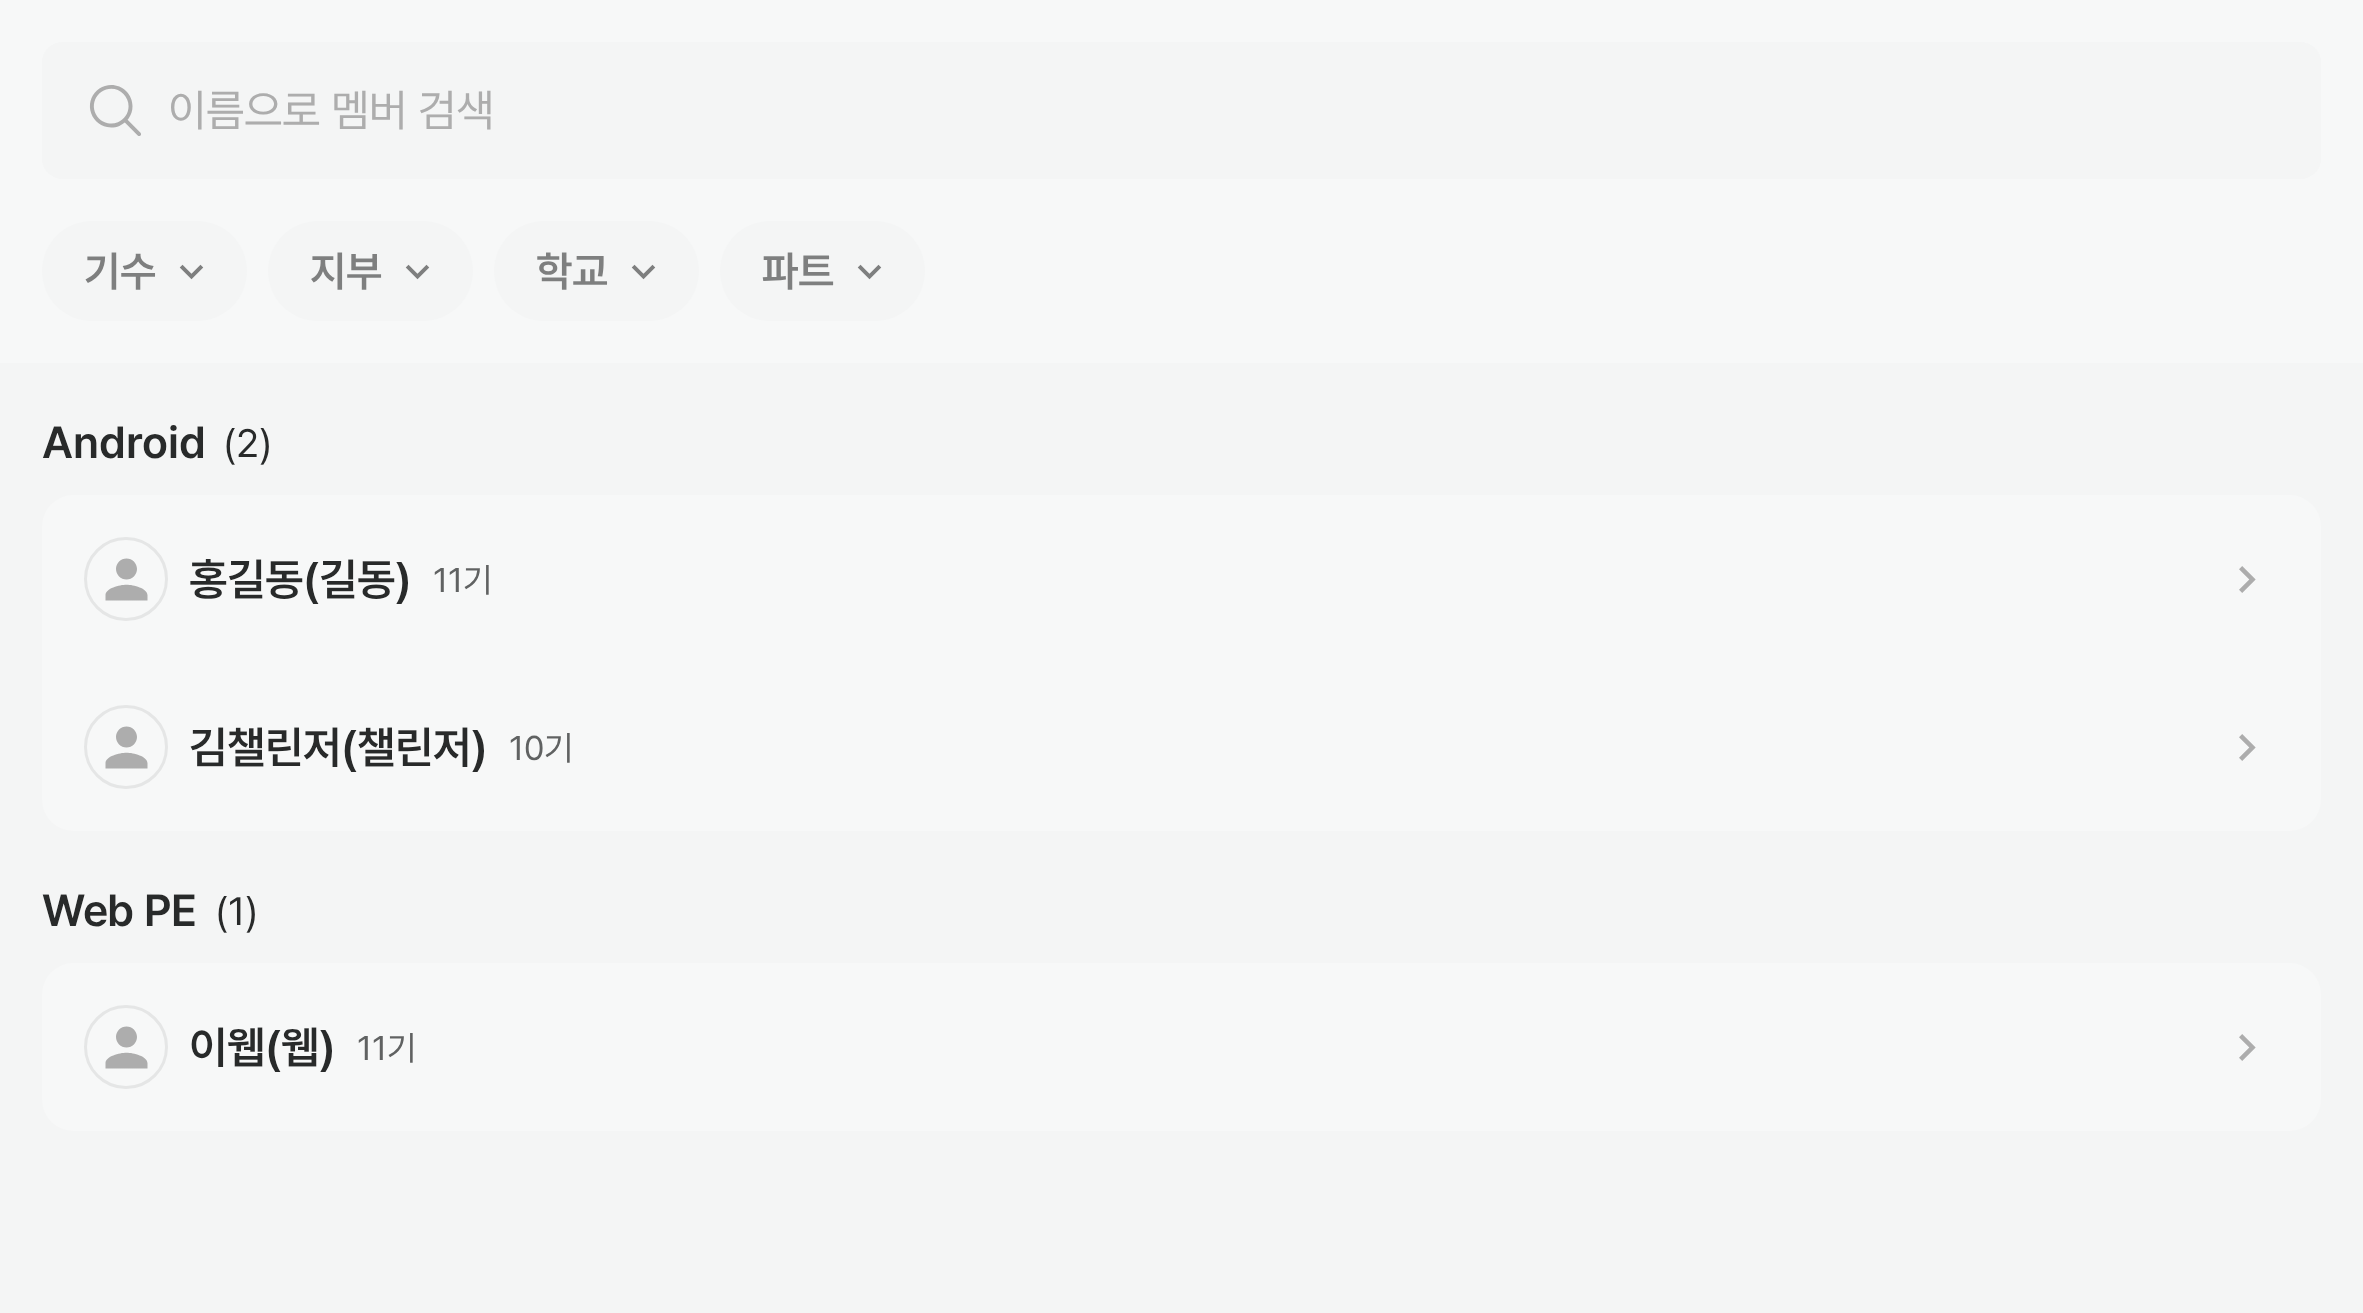 이름으로 멤버 검색
기수 지부 학교 파트
Android (2)
홍길동(길동) 11기
김챌린저(챌린저) 10기
Web PE (1)
이웹(웹) 11기